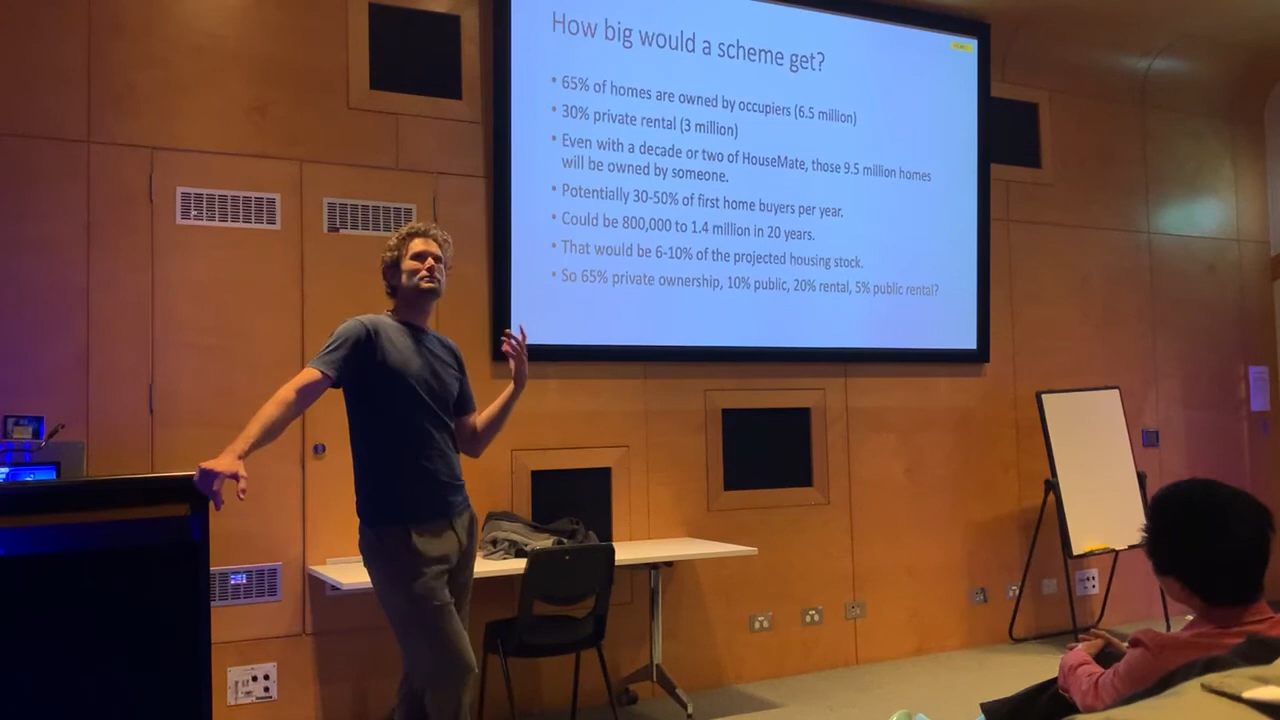 How big would a scheme get?
• 65% of homes are owned by occupiers (6.5 million)
• 30% private rental (3 million)
• Even with a decade or two of HouseMate, those 9.5 million homes
will be owned by someone.
• Potentially 30-50% of first home buyers per year.
• Could be 800,000 to 1.4 million in 20 years.
• That would be 6-10% of the projected housing stock.
• So 65% private ownership, 10% public, 20% rental, 5% public rental?